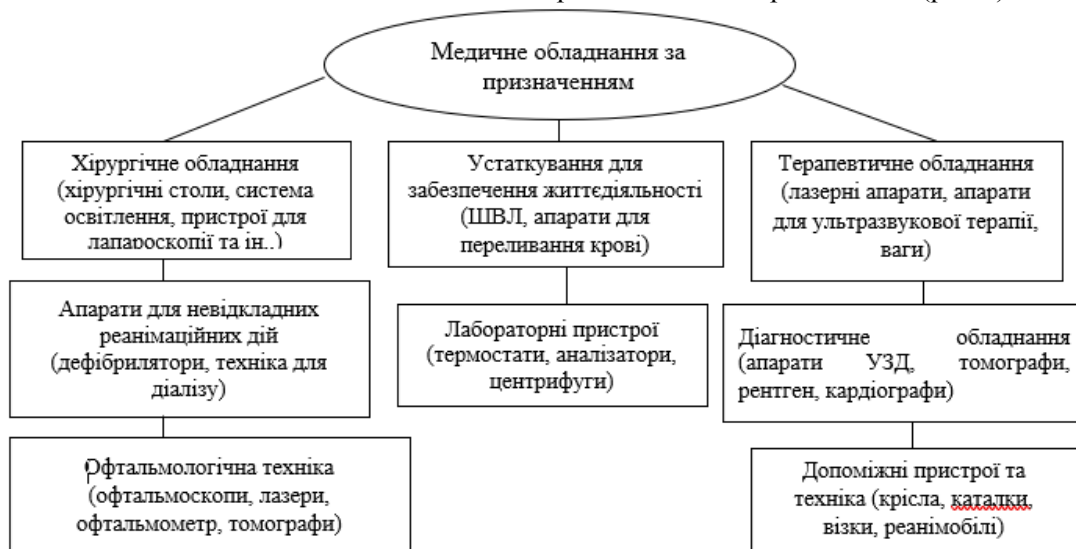 Медичне обладнання за
призначенням
Хірургічне обладнання
(хірургічні столи, система
освітлення, пристрої для
лапароскопії та ін..)
Устаткування для
забезпечення життєдіяльності
(ШВЛ, апарати для
переливання крові)
Терапевтичне обладнання
(лазерні апарати, апарати
для ультразвукової терапії,
ваги)
Апарати для невідкладних
реанімаційних дій
(дефібрилятори, техніка для
діалізу)
Лабораторні пристрої
(термостати, аналізатори,
центрифуги)
Діагностичне обладнання
(апарати УЗД, томографи,
рентген, кардіографи)
Офтальмологічна техніка
(офтальмоскопи, лазери,
офтальмометр, томографи)
Допоміжні пристрої та
техніка (крісла, каталки,
візки, реанімобілі)